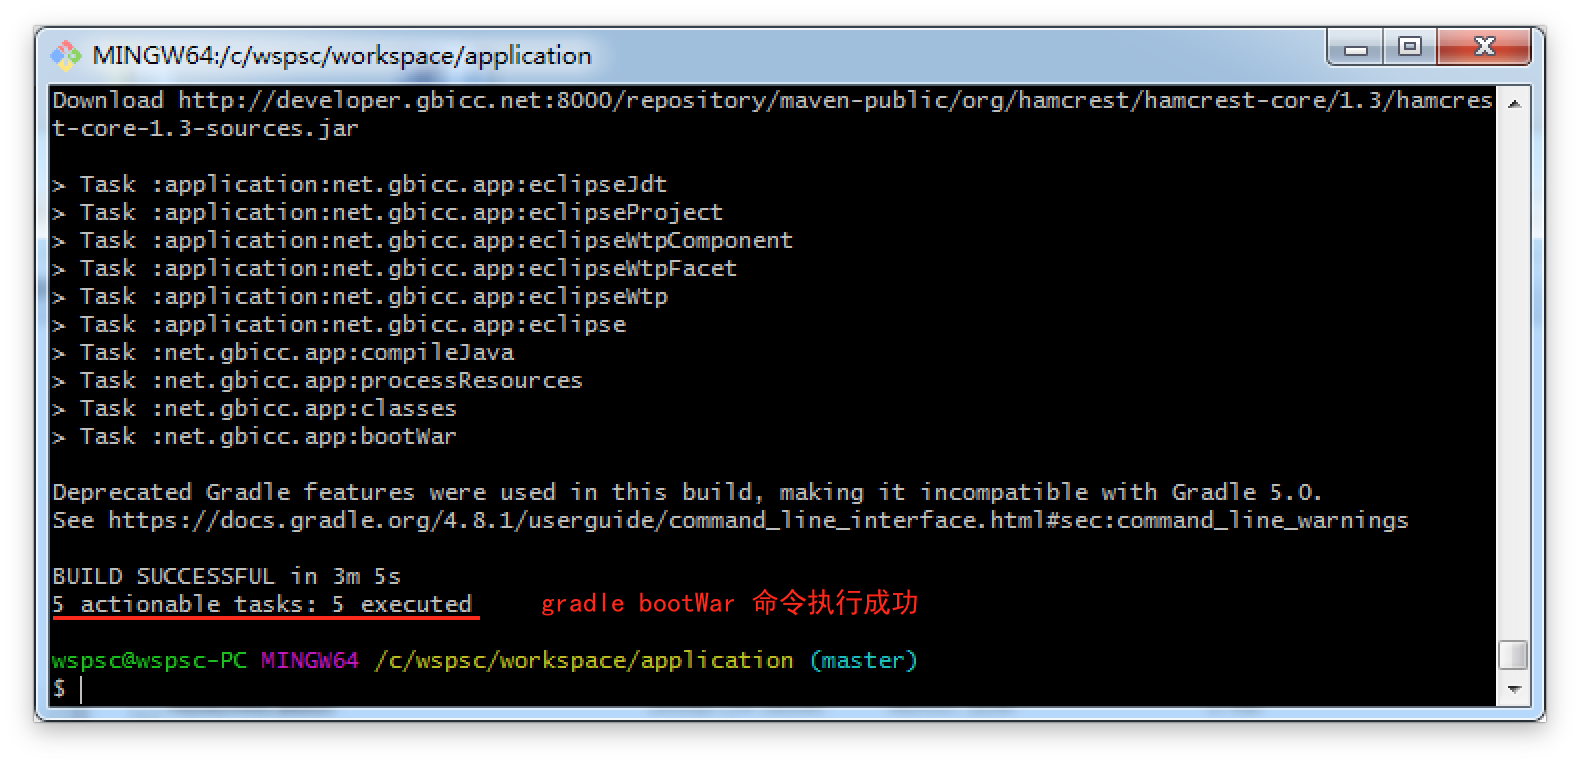 MINGW64:/c/wspsc/workspace/application
Download http://developer.gbicc.net:8000/repository/maven-public/org/hamcrest/hamcrest-core/1.3/hamcres
t-core-1.3-sources.jar
> Task :application:net.gbicc.app:eclipseJdt
> Task :application:net.gbicc.app:eclipseProject
> Task :application:net.gbicc.app:eclipseWtpComponent
> Task :application:net.gbicc.app:eclipseWtpFacet
> Task :application:net.gbicc.app:eclipseWtp
> Task :application:net.gbicc.app:eclipse
> Task :net.gbicc.app:compileJava
> Task :net.gbicc.app:processResources
> Task :net.gbicc.app:classes
> Task :net.gbicc.app:bootWar
Deprecated Gradle features were used in this build, making it incompatible with Gradle 5.0.
See https://docs.gradle.org/4.8.1/userguide/command_line_interface.html#sec:command_line_warnings
BUILD SUCCESSFUL in 3m 5s
5 actionable tasks: 5 executed gradle bootWar 命令执行成功
wspsc@wspsc-PC MINGW64 /c/wspsc/workspace/application (master)
$